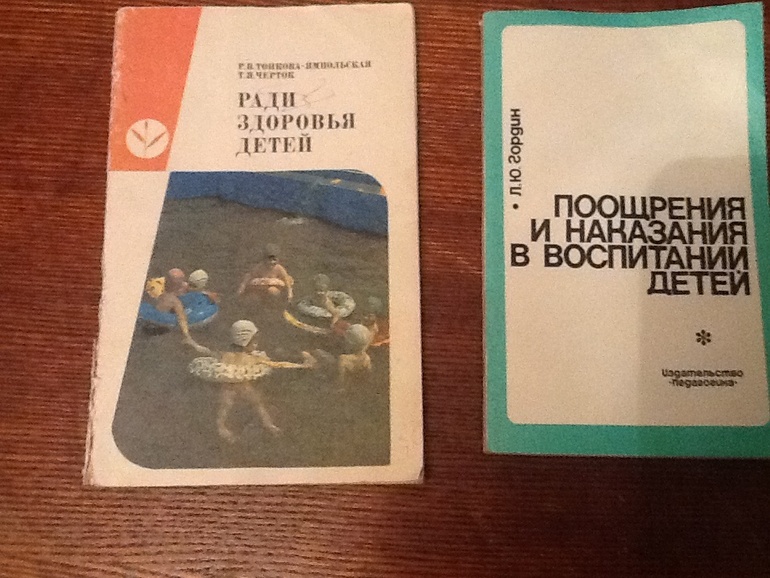 Р.В.ТОНКОВА-ЯМПОЛЬСКАЯ
Т.Я.ЧЕРТОК
РАДИ
ЗДОРОВЬЯ
ДЕТЕЙ
• Л.Ю. Гордин
ПООЩРЕНИЯ
И НАКАЗАНИЯ
В ВОСПИТАНИИ
ДЕТЕЙ
*
Издательство
«Педагогика»